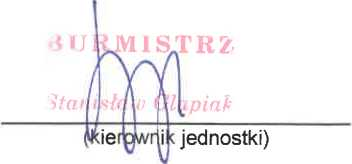 BURMISTRZ
Stanisław Glapiak
(kierownik jednostki)